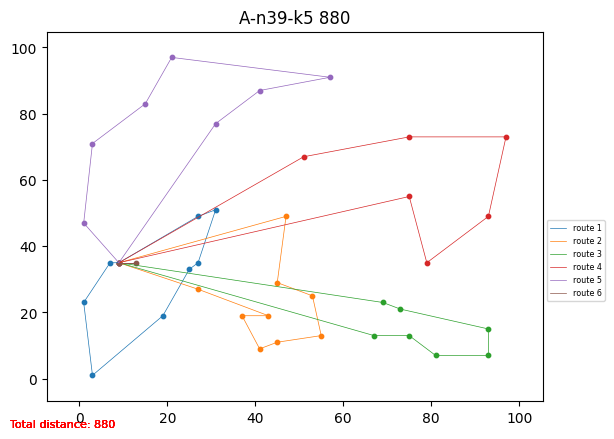 A-n39-k5 880
100
80
60
40
20
0
0 20 40 60 80 100
route 1
route 2
route 3
route 4
route 5
route 6
Total distance: 880